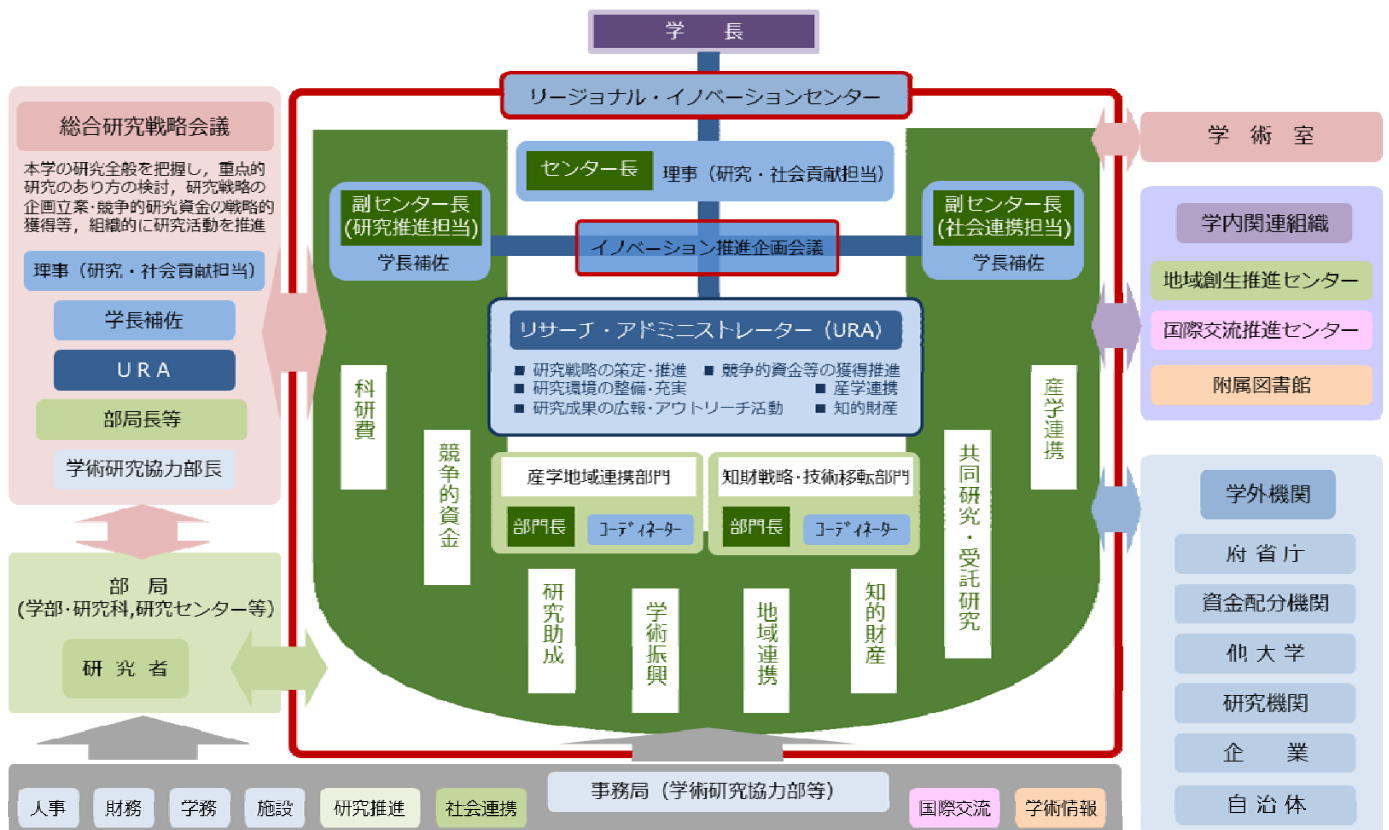 学　長
リージョナル・イノベーションセンター
センター長 理事（研究・社会貢献担当）
副センター長
(研究推進担当)
学長補佐
イノベーション推進企画会議
副センター長
(社会連携担当)
学長補佐
リサーチ・アドミニストレーター（URA）
■ 研究戦略の策定･推進 ■ 競争的資金等の獲得推進
■ 研究環境の整備･充実 ■ 産学連携
■ 研究成果の広報･アウトリーチ活動 ■ 知的財産
産学地域連携部門
部門長 ｺｰﾃﾞｨﾈｰﾀｰ
知財戦略･技術移転部門
部門長 ｺｰﾃﾞｨﾈｰﾀｰ
科研費
競争的資金
研究助成
学術振興
地域連携
知的財産
共同研究・受託研究
産学連携
総合研究戦略会議
本学の研究全般を把握し，重点的
研究のあり方の検討，研究戦略の
企画立案･競争的研究資金の戦略的
獲得等，組織的に研究活動を推進
理事（研究・社会貢献担当）
学長補佐
ＵＲＡ
部局長等
学術研究協力部長
部　局
(学部･研究科,研究センター等)
研 究 者
学 術 室
学内関連組織
地域創生推進センター
国際交流推進センター
附属図書館
学外機関
府 省 庁
資金配分機関
他 大 学
研究機関
企　業
自 治 体
事務局（学術研究協力部等）
人事
財務
学務
施設
研究推進
社会連携
国際交流
学術情報